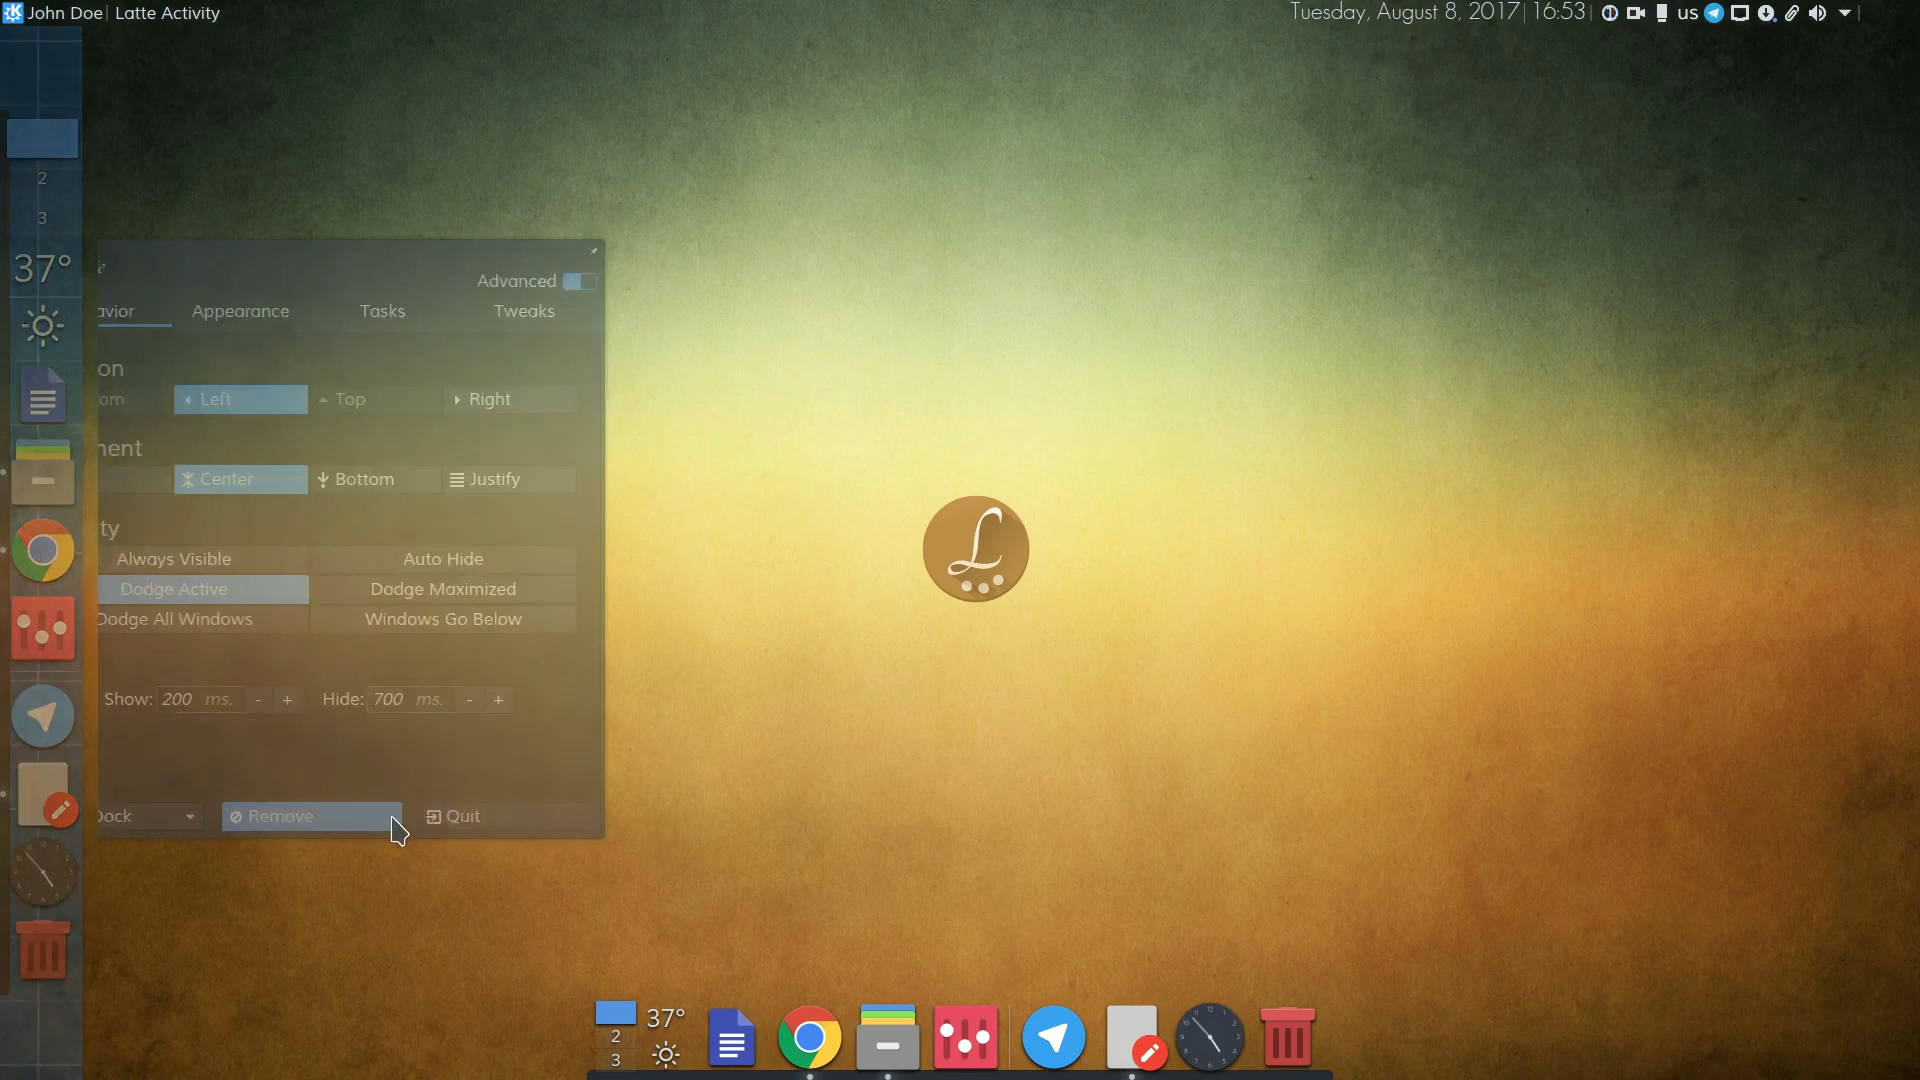 John Doe Latte Activity
Tuesday, August 8, 2017 16:53 us
2
3
37°
Advanced
avior Appearance Tasks Tweaks
on
om Left Top Right
ment
Center Bottom Justify
ty
Always Visible Auto Hide
Dodge Active Dodge Maximized
Dodge All Windows Windows Go Below
Show: 200 ms. - + Hide: 700 ms. - +
Dock Remove Quit
L
37°
2
3